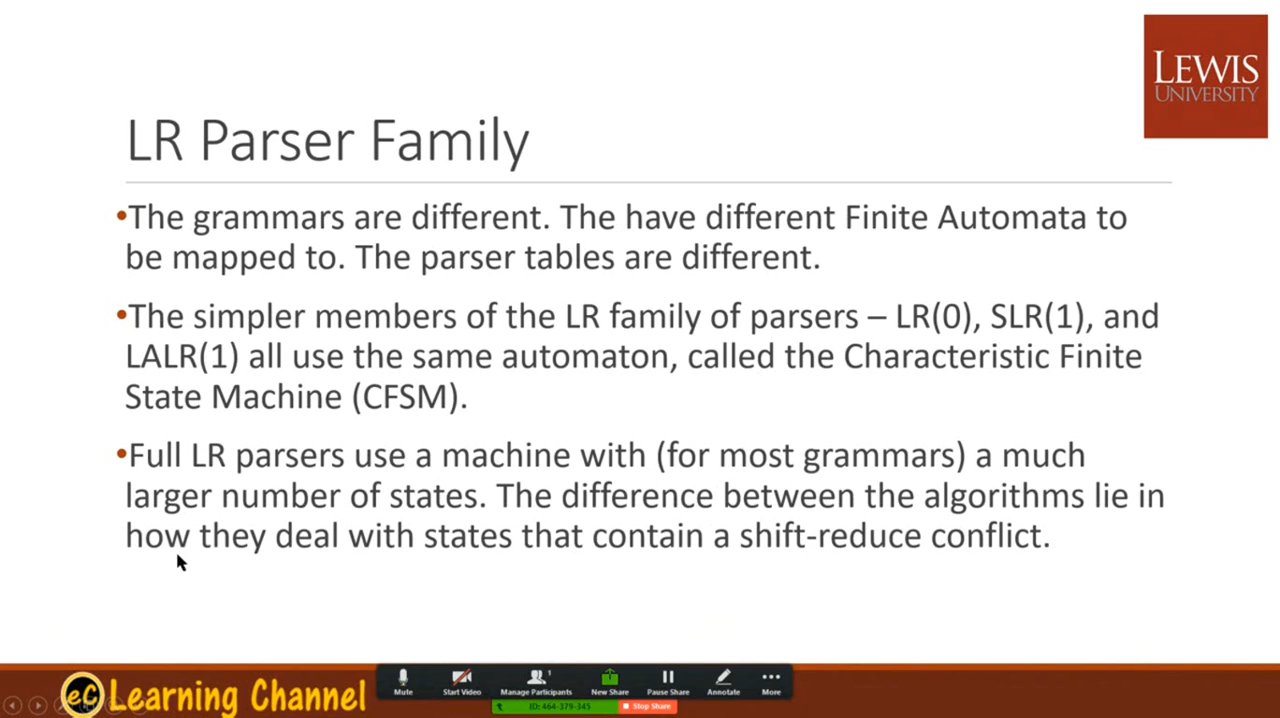 LEWIS
UNIVERSITY
LR Parser Family
•The grammars are different. The have different Finite Automata to
be mapped to. The parser tables are different.
•The simpler members of the LR family of parsers – LR(0), SLR(1), and
LALR(1) all use the same automaton, called the Characteristic Finite
State Machine (CFSM).
•Full LR parsers use a machine with (for most grammars) a much
larger number of states. The difference between the algorithms lie in
how they deal with states that contain a shift-reduce conflict.
eC Learning Channel
Mute
Start Video
1
Manage Participants
New Share
Pause Share
Annotate
More
ID: 464-379-345
Stop Share